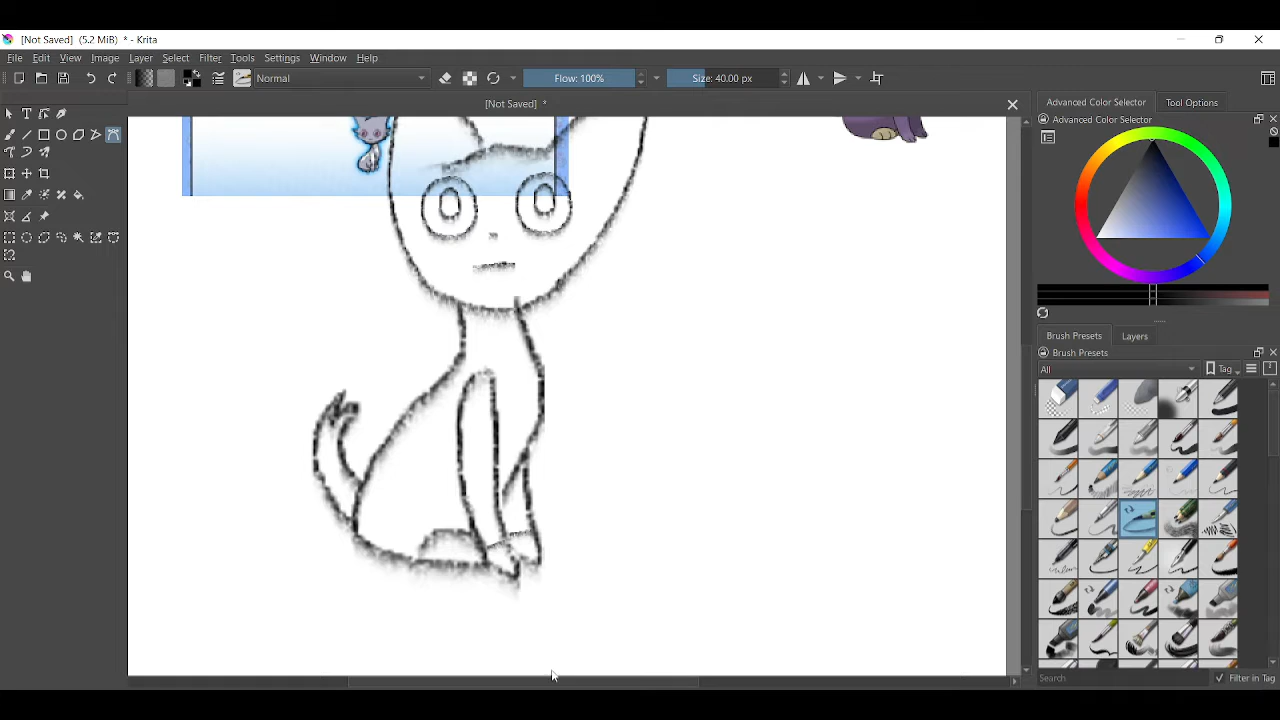 [Not Saved] (5.2 MiB) * - Krita
File Edit View Image Layer Select Filter Tools Settings Window Help
Normal Flow: 100% Size: 40.00 px
[Not Saved] *
Advanced Color Selector Tool Options
Advanced Color Selector
Brush Presets Layers
Brush Presets
All Tag
Search Filter in Tag